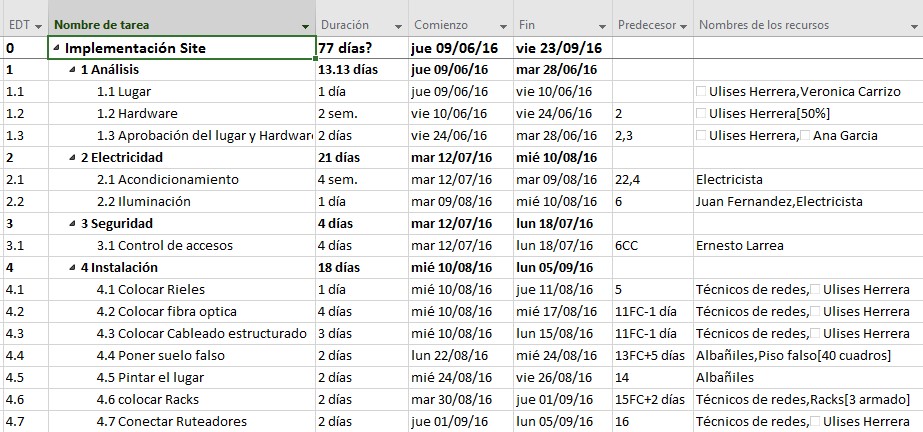 EDT Nombre de tarea Duración Comienzo Fin Predecesor Nombres de los recursos
0 Implementación Site 77 días? jue 09/06/16 vie 23/09/16
1 1 Análisis 13.13 días jue 09/06/16 mar 28/06/16
1.1 1.1 Lugar 1 día jue 09/06/16 vie 10/06/16 Ulises Herrera,Veronica Carrizo
1.2 1.2 Hardware 2 sem. vie 10/06/16 vie 24/06/16 2 Ulises Herrera[50%]
1.3 1.3 Aprobación del lugar y Hardware 2 días vie 24/06/16 mar 28/06/16 2,3 Ulises Herrera, Ana Garcia
2 2 Electricidad 21 días mar 12/07/16 mié 10/08/16
2.1 2.1 Acondicionamiento 4 sem. mar 12/07/16 mar 09/08/16 22,4 Electricista
2.2 2.2 Iluminación 1 día mar 09/08/16 mié 10/08/16 6 Juan Fernandez,Electricista
3 3 Seguridad 4 días mar 12/07/16 lun 18/07/16
3.1 3.1 Control de accesos 4 días mar 12/07/16 lun 18/07/16 6CC Ernesto Larrea
4 4 Instalación 18 días mié 10/08/16 lun 05/09/16
4.1 4.1 Colocar Rieles 1 día mié 10/08/16 jue 11/08/16 5 Técnicos de redes, Ulises Herrera
4.2 4.2 Colocar fibra optica 4 días mié 10/08/16 mié 17/08/16 11FC-1 día Técnicos de redes, Ulises Herrera
4.3 4.3 Colocar Cableado estructurado 3 días mié 10/08/16 lun 15/08/16 11FC-1 día Técnicos de redes, Ulises Herrera
4.4 4.4 Poner suelo falso 2 días lun 22/08/16 mié 24/08/16 13FC+5 días Albañiles,Piso falso[40 cuadros]
4.5 4.5 Pintar el lugar 2 días mié 24/08/16 vie 26/08/16 14 Albañiles
4.6 4.6 colocar Racks 2 días mar 30/08/16 jue 01/09/16 15FC+2 días Técnicos de redes,Racks[3 armado]
4.7 4.7 Conectar Ruteadores 2 días jue 01/09/16 lun 05/09/16 16 Técnicos de redes, Ulises Herrera